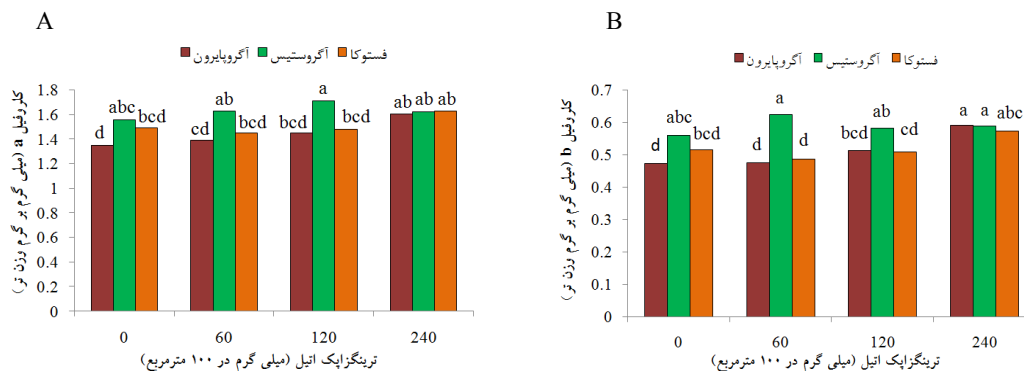 A
آگروپایرون آگروستیس فستوکا
کلروفیل a (میلی گرم بر گرم وزن تر)
1.8
1.6
1.4
1.2
1
0.8
0.6
0.4
0.2
0
d abc bcd
cd ab bcd
bcd a bcd
ab ab ab
0 60 120 240
ترینگزاپک اتیل (میلی گرم در ۱۰۰ مترمربع)
B
آگروپایرون آگروستیس فستوکا
کلروفیل b (میلی گرم بر گرم وزن تر)
0.7
0.6
0.5
0.4
0.3
0.2
0.1
0
d abc bcd
d a d
bcd ab cd
a a abc
0 60 120 240
ترینگزاپک اتیل (میلی گرم در ۱۰۰ مترمربع)